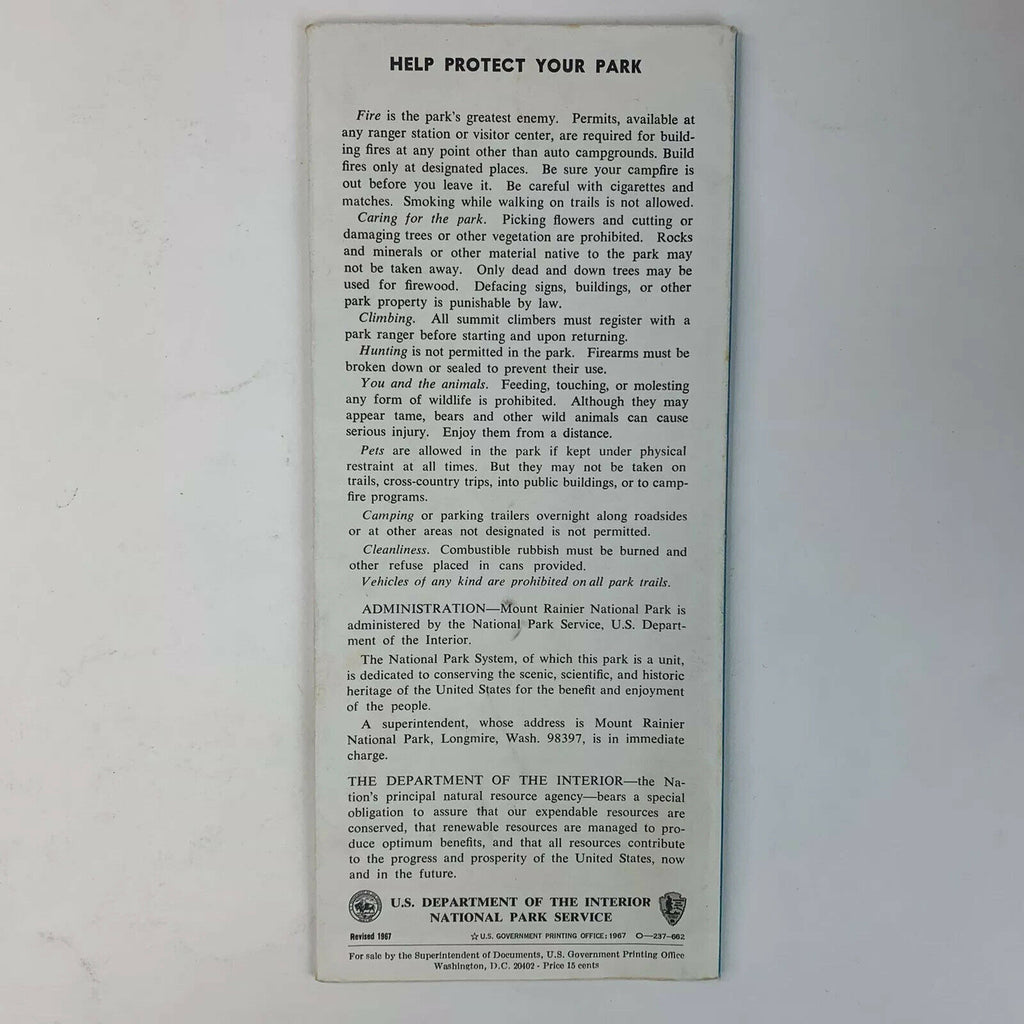 HELP PROTECT YOUR PARK
Fire is the park's greatest enemy. Permits, available at
any ranger station or visitor center, are required for build-
ing fires at any point other than auto campgrounds. Build
fires only at designated places. Be sure your campfire is
out before you leave it. Be careful with cigarettes and
matches. Smoking while walking on trails is not allowed.
Caring for the park. Picking flowers and cutting or
damaging trees or other vegetation are prohibited. Rocks
and minerals or other material native to the park may
not be taken away. Only dead and down trees may be
used for firewood. Defacing signs, buildings, or other
park property is punishable by law.
Climbing. All summit climbers must register with a
park ranger before starting and upon returning.
Hunting is not permitted in the park. Firearms must be
broken down or sealed to prevent their use.
You and the animals. Feeding, touching, or molesting
any form of wildlife is prohibited. Although they may
appear tame, bears and other wild animals can cause
serious injury. Enjoy them from a distance.
Pets are allowed in the park if kept under physical
restraint at all times. But they may not be taken on
trails, cross-country trips, into public buildings, or to camp-
fire programs.
Camping or parking trailers overnight along roadsides
or at other areas not designated is not permitted.
Cleanliness. Combustible rubbish must be burned and
other refuse placed in cans provided.
Vehicles of any kind are prohibited on all park trails.
ADMINISTRATION—Mount Rainier National Park is
administered by the National Park Service, U.S. Depart-
ment of the Interior.
The National Park System, of which this park is a unit,
is dedicated to conserving the scenic, scientific, and historic
heritage of the United States for the benefit and enjoyment
of the people.
A superintendent, whose address is Mount Rainier
National Park, Longmire, Wash. 98397, is in immediate
charge.
THE DEPARTMENT OF THE INTERIOR—the Na-
tion's principal natural resource agency—bears a special
obligation to assure that our expendable resources are
conserved, that renewable resources are managed to pro-
duce optimum benefits, and that all resources contribute
to the progress and prosperity of the United States, now
and in the future.
U.S. DEPARTMENT OF THE INTERIOR
NATIONAL PARK SERVICE
Revised 1967 ☆ U.S. GOVERNMENT PRINTING OFFICE: 1967 O—237-662
For sale by the Superintendent of Documents, U.S. Government Printing Office
Washington, D.C. 20402 - Price 15 cents